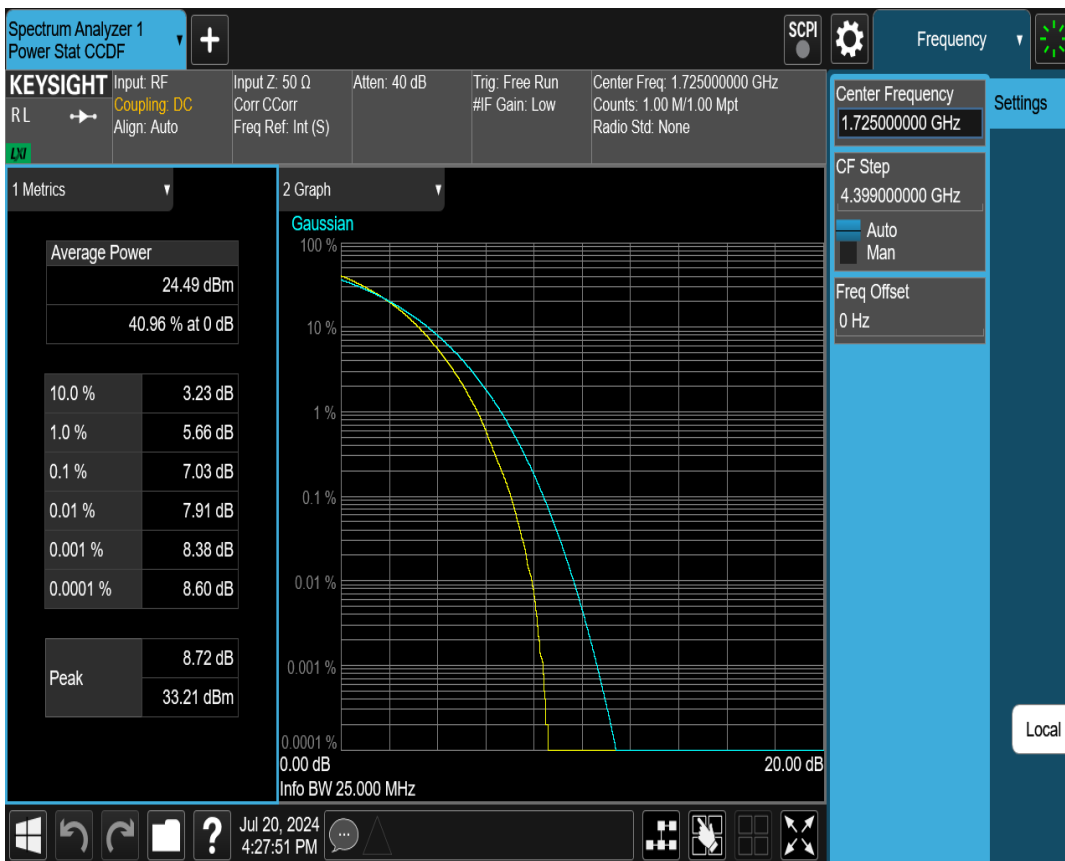 Spectrum Analyzer 1
Power Stat CCDF
SCPI
Frequency
KEYSIGHT
RL
LXI
Input: RF
Coupling: DC
Align: Auto
Input Z: 50 Ω
Corr CCorr
Freq Ref: Int (S)
Atten: 40 dB
Trig: Free Run
#IF Gain: Low
Center Freq: 1.725000000 GHz
Counts: 1.00 M/1.00 Mpt
Radio Std: None
Center Frequency
1.725000000 GHz
Settings
CF Step
4.399000000 GHz
Auto
Man
Freq Offset
0 Hz
1 Metrics
Average Power
24.49 dBm
40.96 % at 0 dB
10.0 % 3.23 dB
1.0 % 5.66 dB
0.1 % 7.03 dB
0.01 % 7.91 dB
0.001 % 8.38 dB
0.0001 % 8.60 dB
Peak
8.72 dB
33.21 dBm
2 Graph
Gaussian
100 %
10 %
1 %
0.1 %
0.01 %
0.001 %
0.0001 %
0.00 dB 20.00 dB
Info BW 25.000 MHz
Local
?
Jul 20, 2024
4:27:51 PM